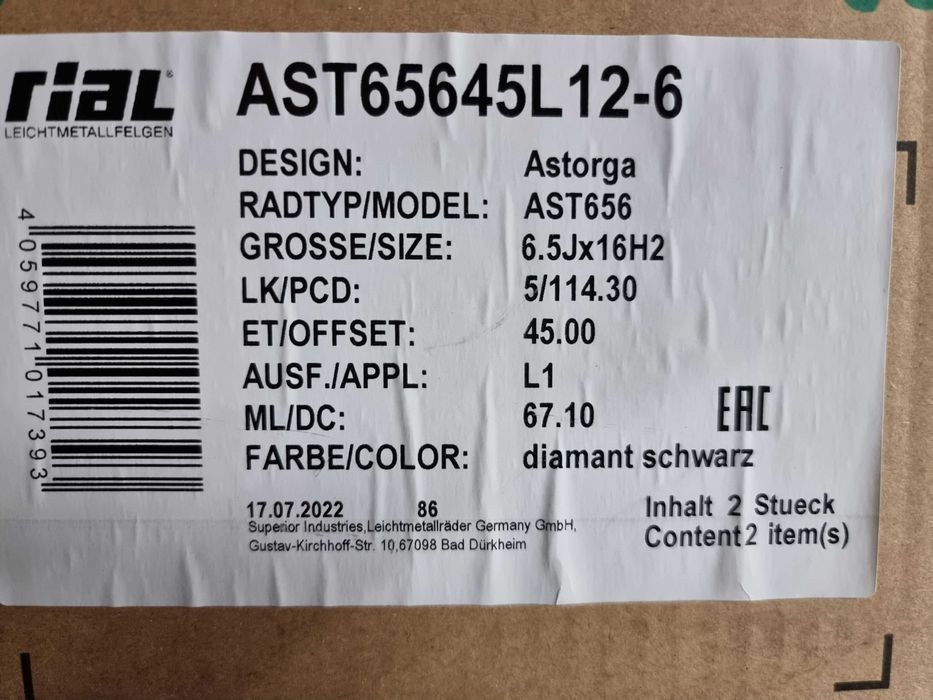 rial®
LEICHTMETALLFELGEN
AST65645L12-6
DESIGN: Astorga
RADTYP/MODEL: AST656
GROSSE/SIZE: 6.5Jx16H2
LK/PCD: 5/114.30
ET/OFFSET: 45.00
AUSF./APPL: L1
ML/DC: 67.10
FARBE/COLOR: diamant schwarz
EAC
4 059771 017393
17.07.2022 86
Superior Industries,Leichtmetallräder Germany GmbH,
Gustav-Kirchhoff-Str. 10,67098 Bad Dürkheim
Inhalt 2 Stueck
Content 2 item(s)